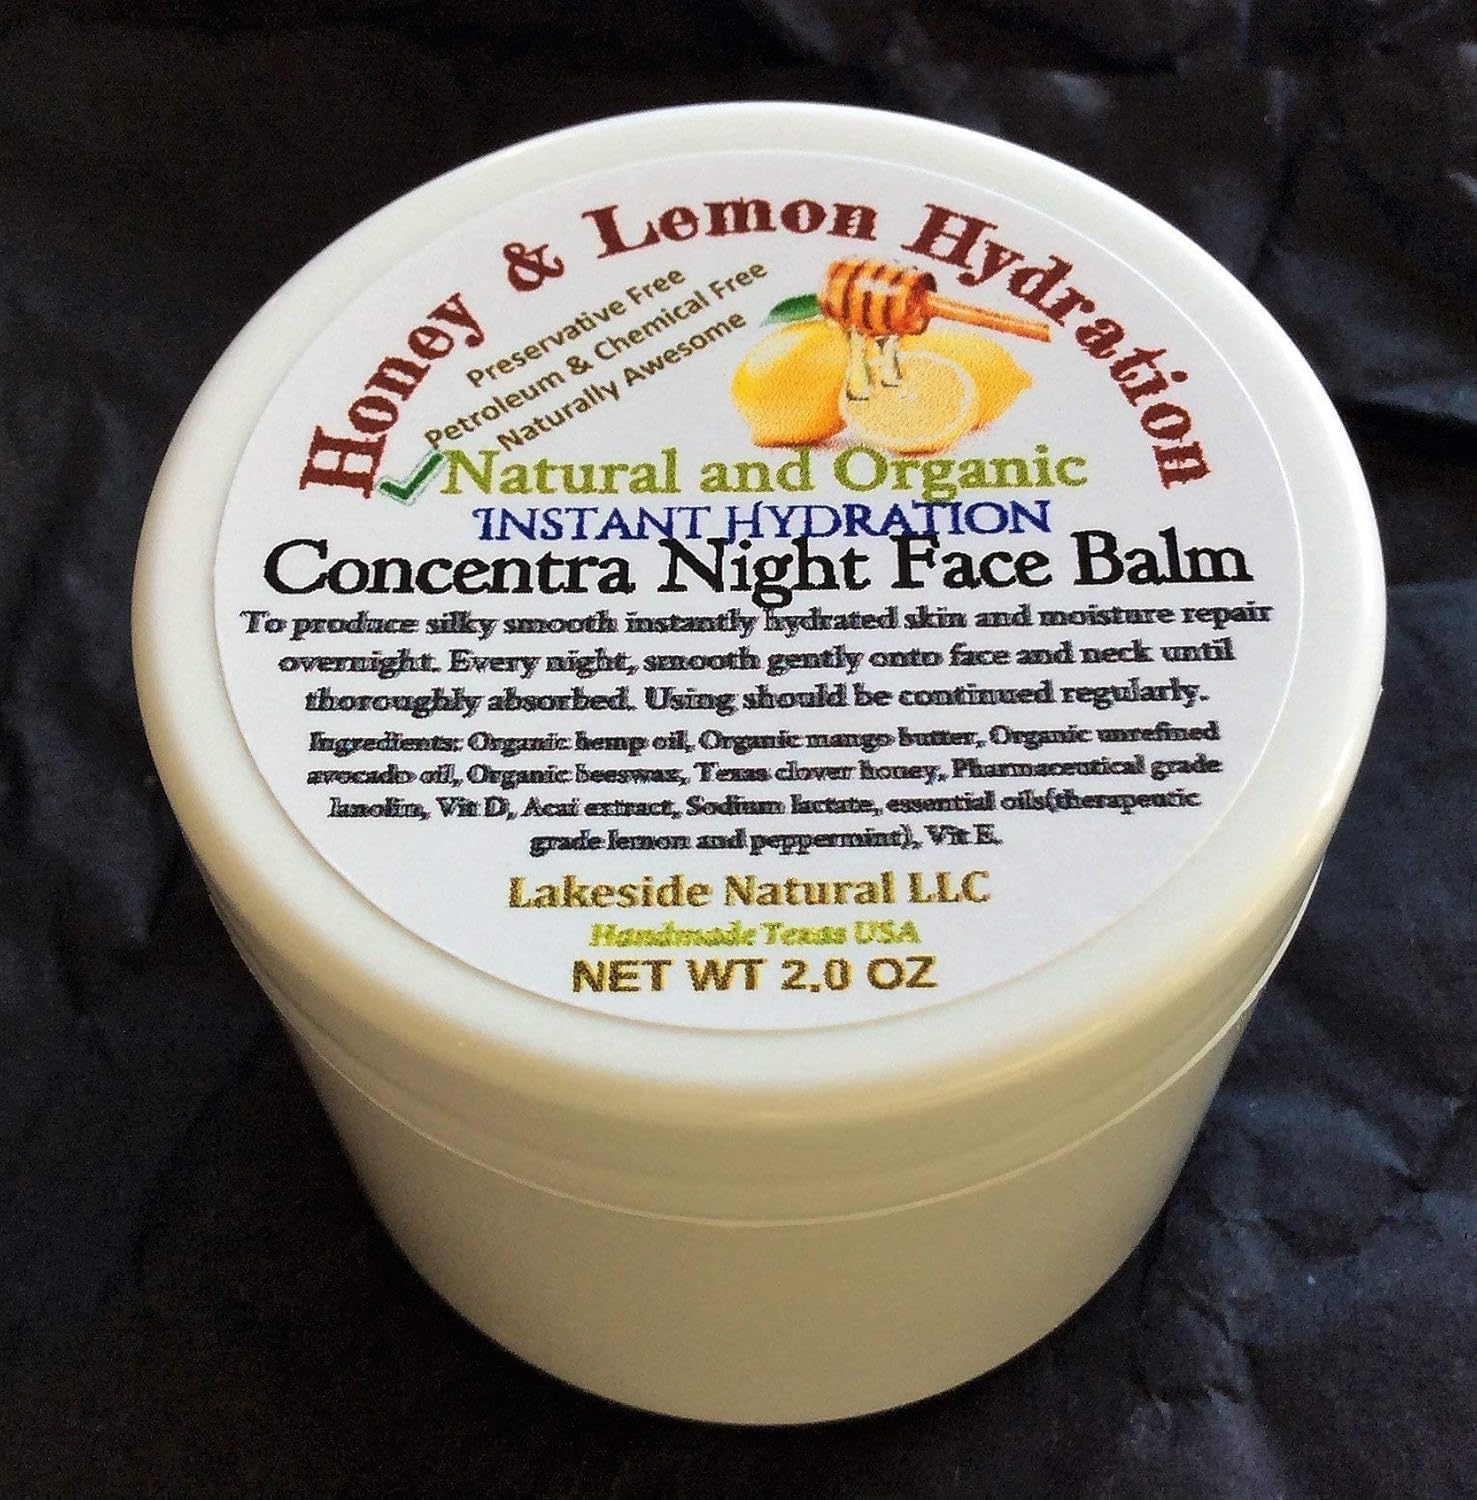 Honey & Lemon Hydration
Preservative Free
Petroleum & Chemical Free
Naturally Awesome
Natural and Organic
INSTANT HYDRATION
Concentra Night Face Balm
To produce silky smooth instantly hydrated skin and moisture repair
overnight. Every night, smooth gently onto face and neck until
thoroughly absorbed. Using should be continued regularly.
Ingredients: Organic hemp oil, Organic mango butter, Organic unrefined
avocado oil, Organic beeswax, Texas clover honey, Pharmaceutical grade
lanolin, Vit D, Acai extract, Sodium lactate, essential oils(therapeutic
grade lemon and peppermint), Vit E.
Lakeside Natural LLC
Handmade Texas USA
NET WT 2.0 OZ